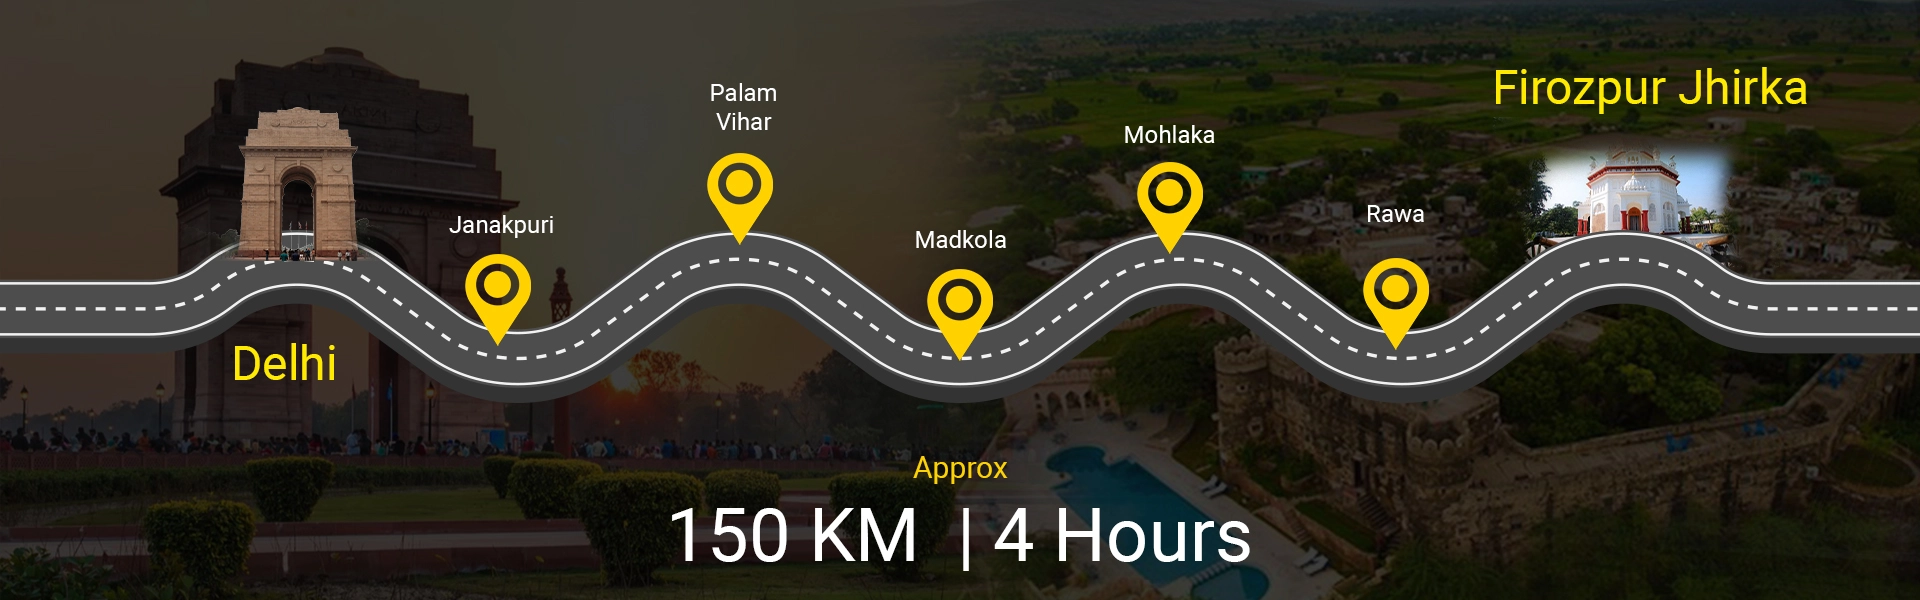 Palam
Vihar
Firozpur Jhirka
Mohlaka
Janakpuri
Rawa
Madkola
Delhi
Approx
150 KM | 4 Hours